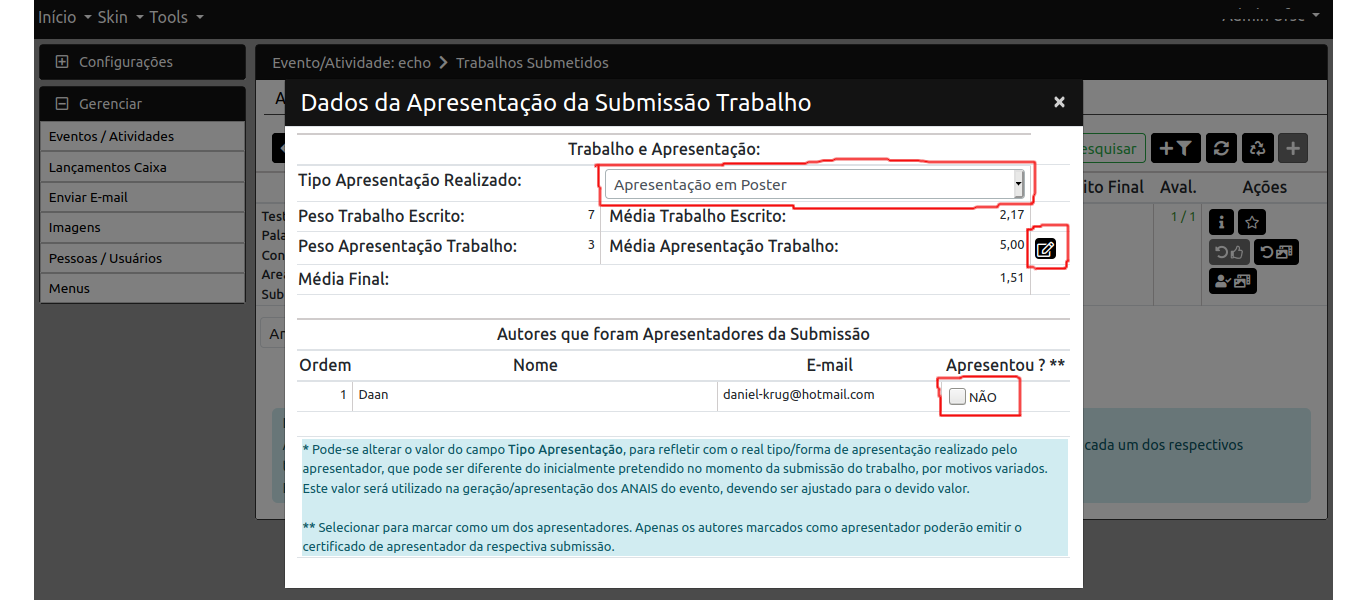 Início Skin Tools
Configurações
Gerenciar
Eventos / Atividades
Lançamentos Caixa
Enviar E-mail
Imagens
Pessoas / Usuários
Menus
Evento/Atividade: echo > Trabalhos Submetidos
Dados da Apresentação da Submissão Trabalho ×
Trabalho e Apresentação:
Tipo Apresentação Realizado: Apresentação em Poster
Peso Trabalho Escrito: 7 Média Trabalho Escrito: 2,17
Peso Apresentação Trabalho: 3 Média Apresentação Trabalho: 5,00
Média Final: 1,51
Autores que foram Apresentadores da Submissão
Ordem Nome E-mail Apresentou ? **
1 Daan daniel-krug@hotmail.com NÃO
* Pode-se alterar o valor do campo Tipo Apresentação, para refletir com o real tipo/forma de apresentação realizado pelo
apresentador, que pode ser diferente do inicialmente pretendido no momento da submissão do trabalho, por motivos variados.
Este valor será utilizado na geração/apresentação dos ANAIS do evento, devendo ser ajustado para o devido valor.
** Selecionar para marcar como um dos apresentadores. Apenas os autores marcados como apresentador poderão emitir o
certificado de apresentador da respectiva submissão.
esquisar
ito Final Aval. Ações
1 / 1
Test
Pala
Con
Area
Sub
cada um dos respectivos